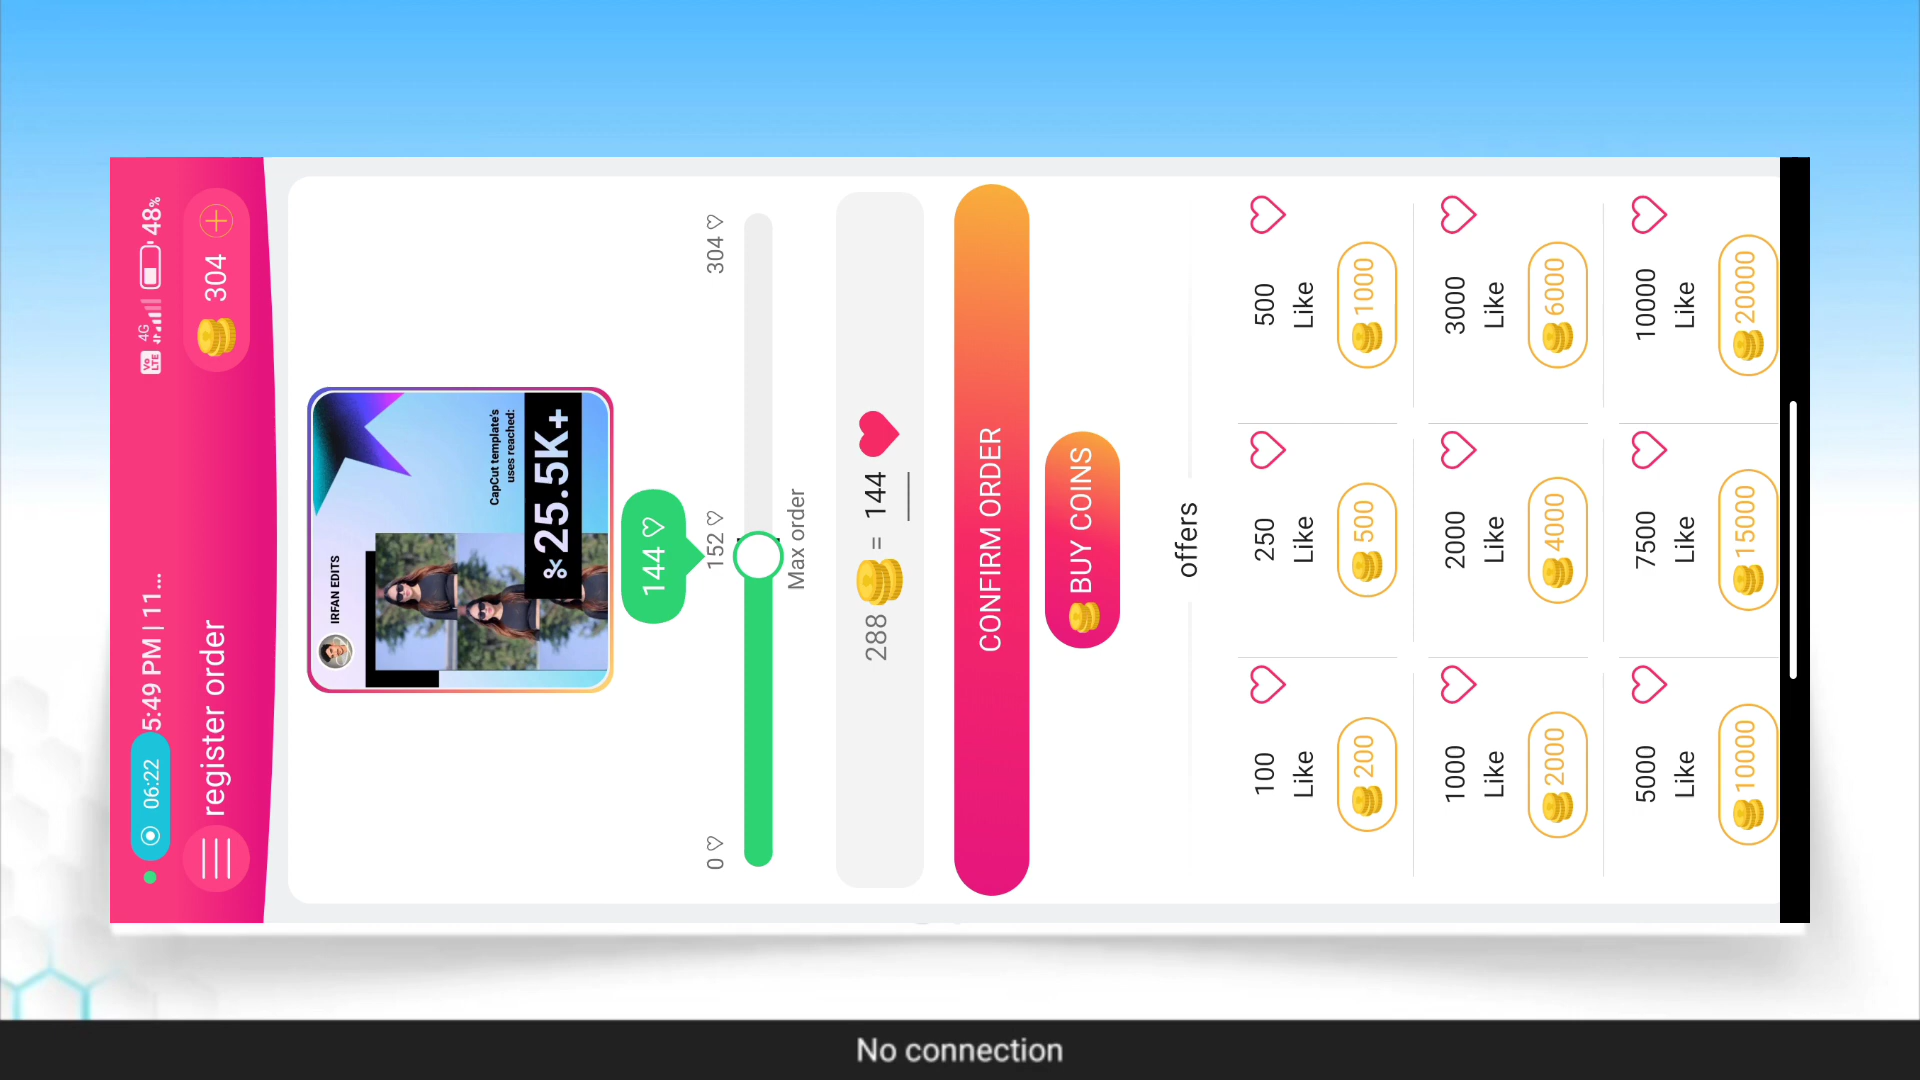 06:22 5:49 PM | 11... Vo LTE 4G 48%
register order
304
IRFAN EDITS
CapCut template's
uses reached:
25.5K+
144
0 152 304
Max order
288 = 144
CONFIRM ORDER
BUY COINS
offers
100 Like
200
250 Like
500
500 Like
1000
1000 Like
2000
2000 Like
4000
3000 Like
6000
5000 Like
10000
7500 Like
15000
10000 Like
20000
No connection